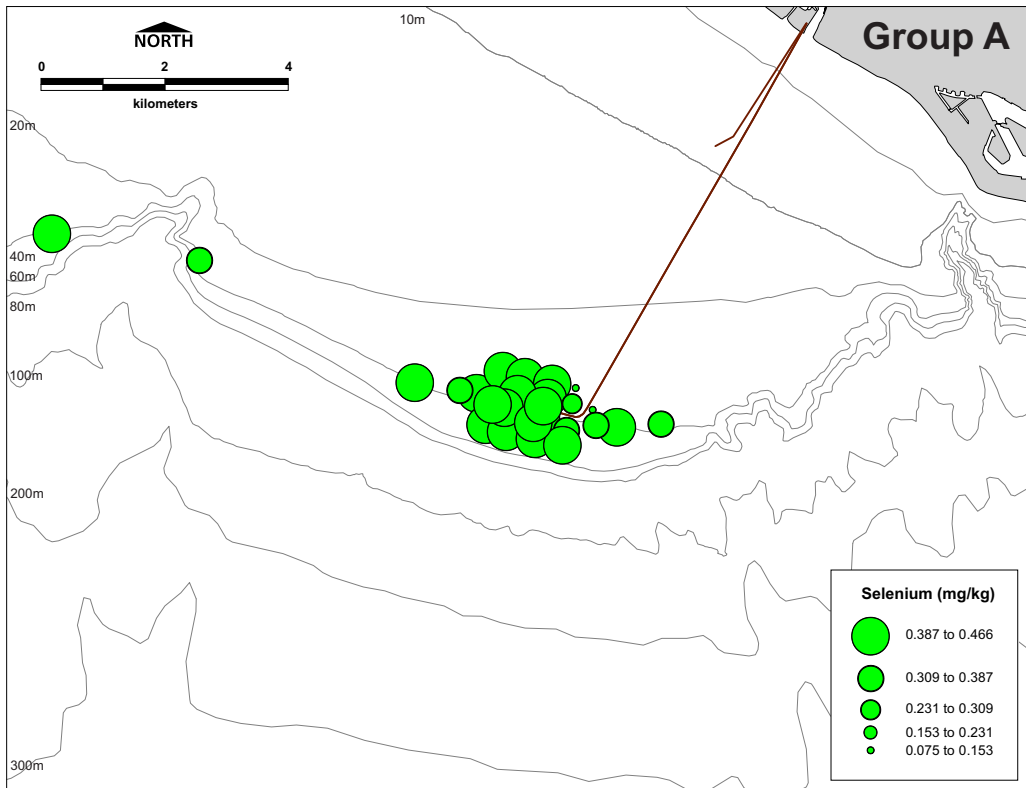 10m
Group A
NORTH
0 2 4
kilometers
20m
40m
60m
80m
100m
200m
300m
Selenium (mg/kg)
0.387 to 0.466
0.309 to 0.387
0.231 to 0.309
0.153 to 0.231
0.075 to 0.153